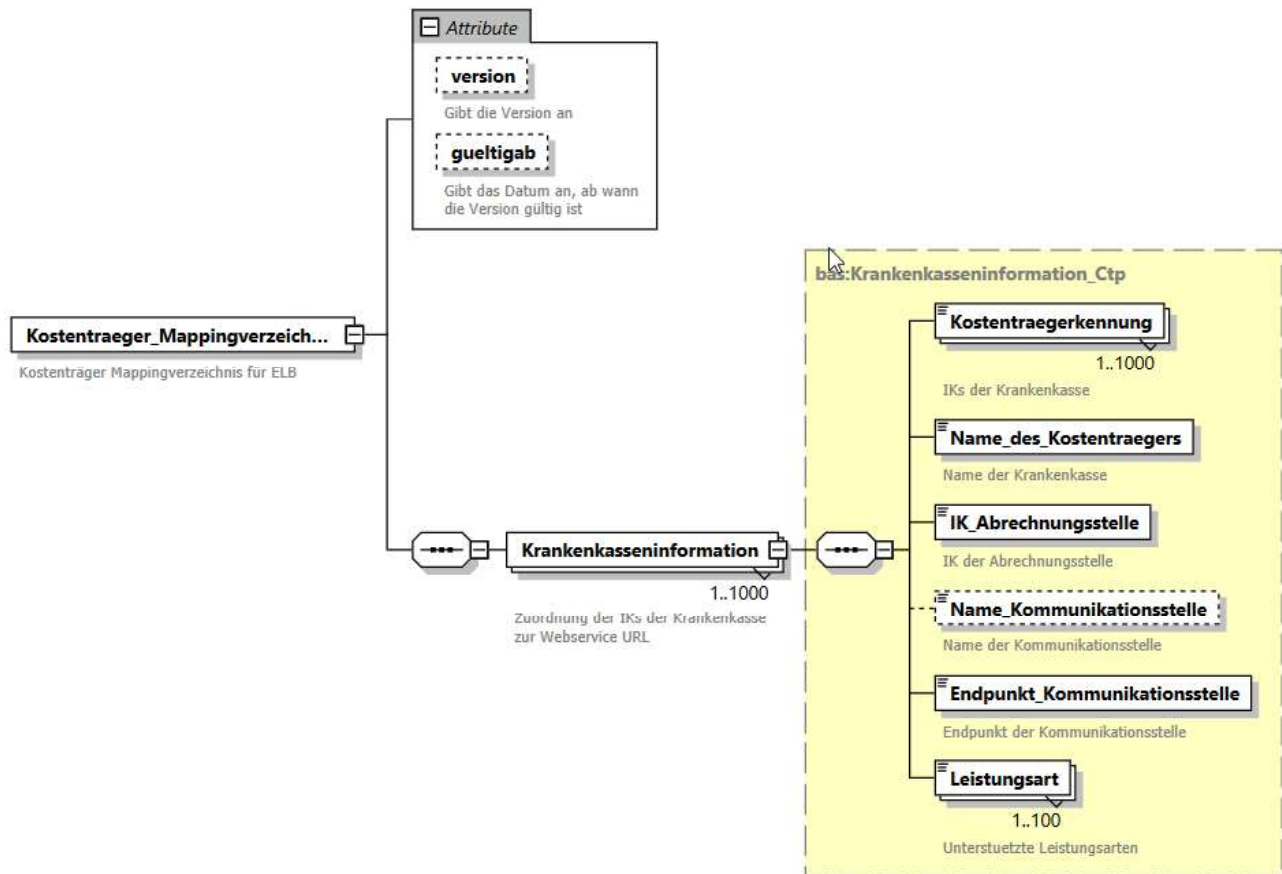 Attribute
version
Gibt die Version an
gueltigab
Gibt das Datum an, ab wann
die Version gültig ist
Kostentraeger_Mappingverzeich...
Kostenträger Mappingverzeichnis für ELB
Krankenkasseninformation
1..1000
Zuordnung der IKs der Krankenkasse
zur Webservice URL
bas:Krankenkasseninformation_Ctp
Kostentraegerkennung
1..1000
IKs der Krankenkasse
Name_des_Kostentraegers
Name der Krankenkasse
IK_Abrechnungsstelle
IK der Abrechnungsstelle
Name_Kommunikationsstelle
Name der Kommunikationsstelle
Endpunkt_Kommunikationsstelle
Endpunkt der Kommunikationsstelle
Leistungsart
1..100
Unterstuetzte Leistungsarten